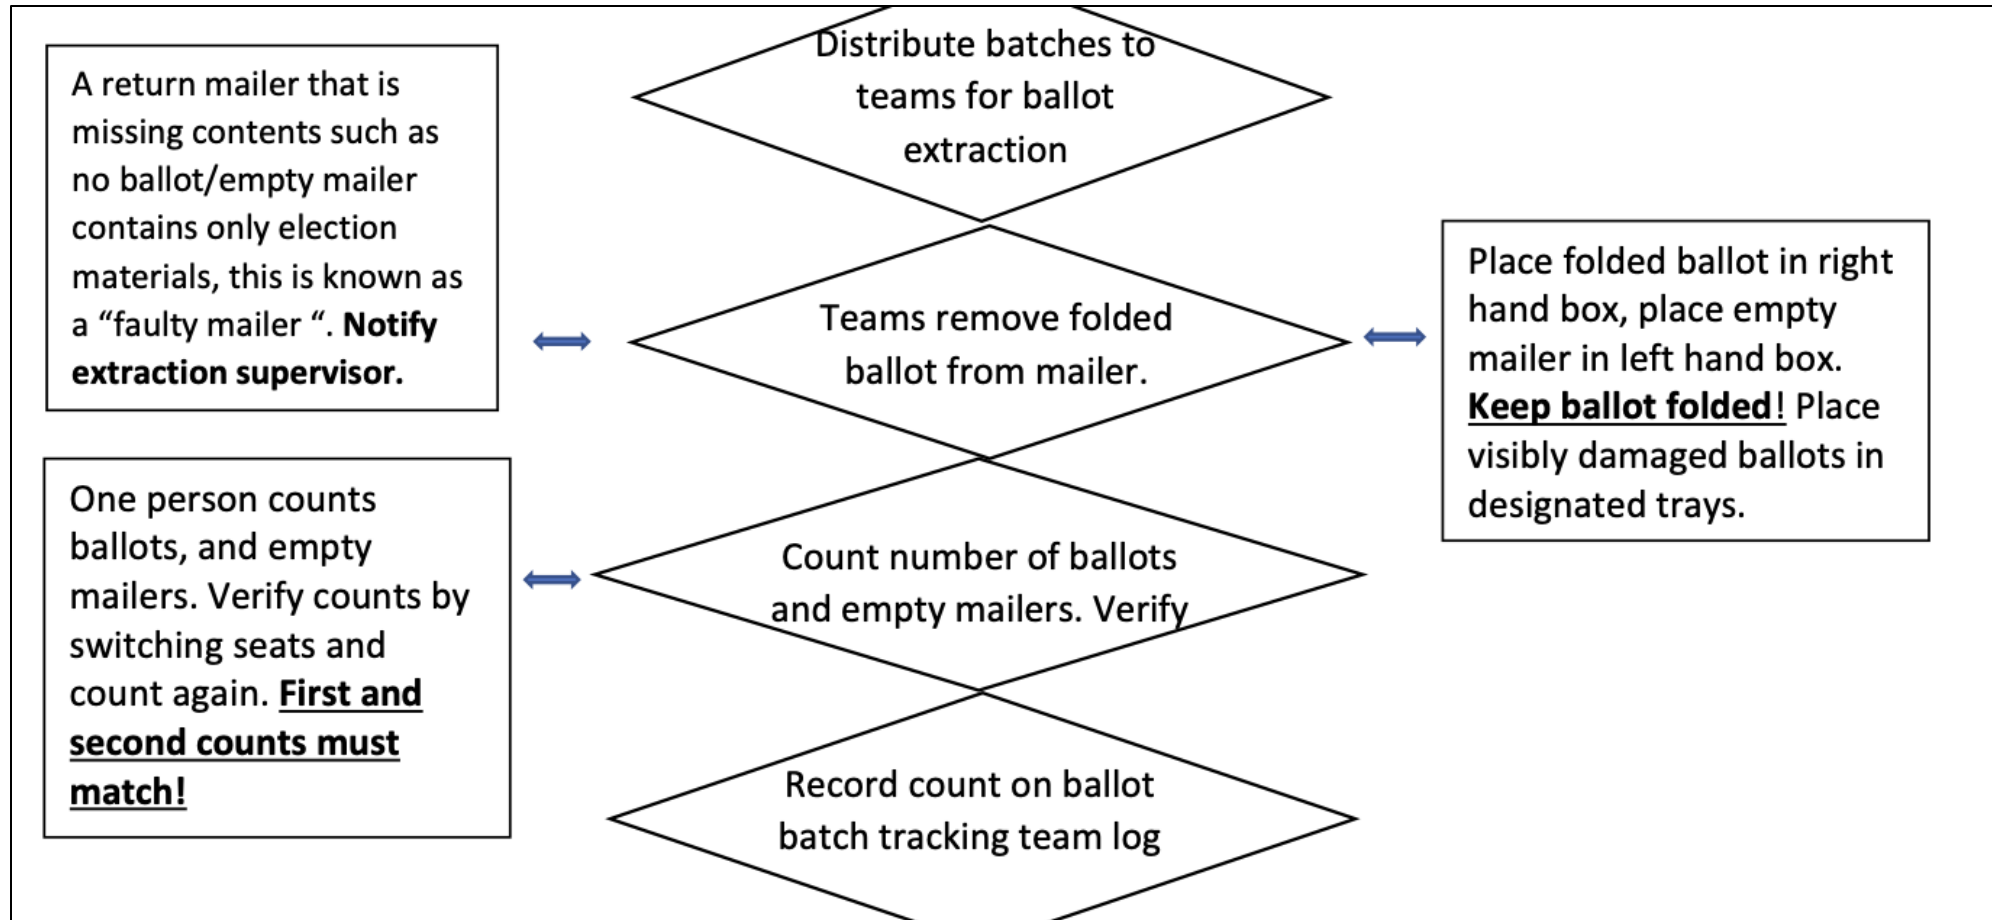 Distribute batches to
teams for ballot
extraction
A return mailer that is
missing contents such as
no ballot/empty mailer
contains only election
materials, this is known as
a “faulty mailer “. Notify
extraction supervisor.
Teams remove folded
ballot from mailer.
Place folded ballot in right
hand box, place empty
mailer in left hand box.
Keep ballot folded! Place
visibly damaged ballots in
designated trays.
One person counts
ballots, and empty
mailers. Verify counts by
switching seats and
count again. First and
second counts must
match!
Count number of ballots
and empty mailers. Verify
Record count on ballot
batch tracking team log